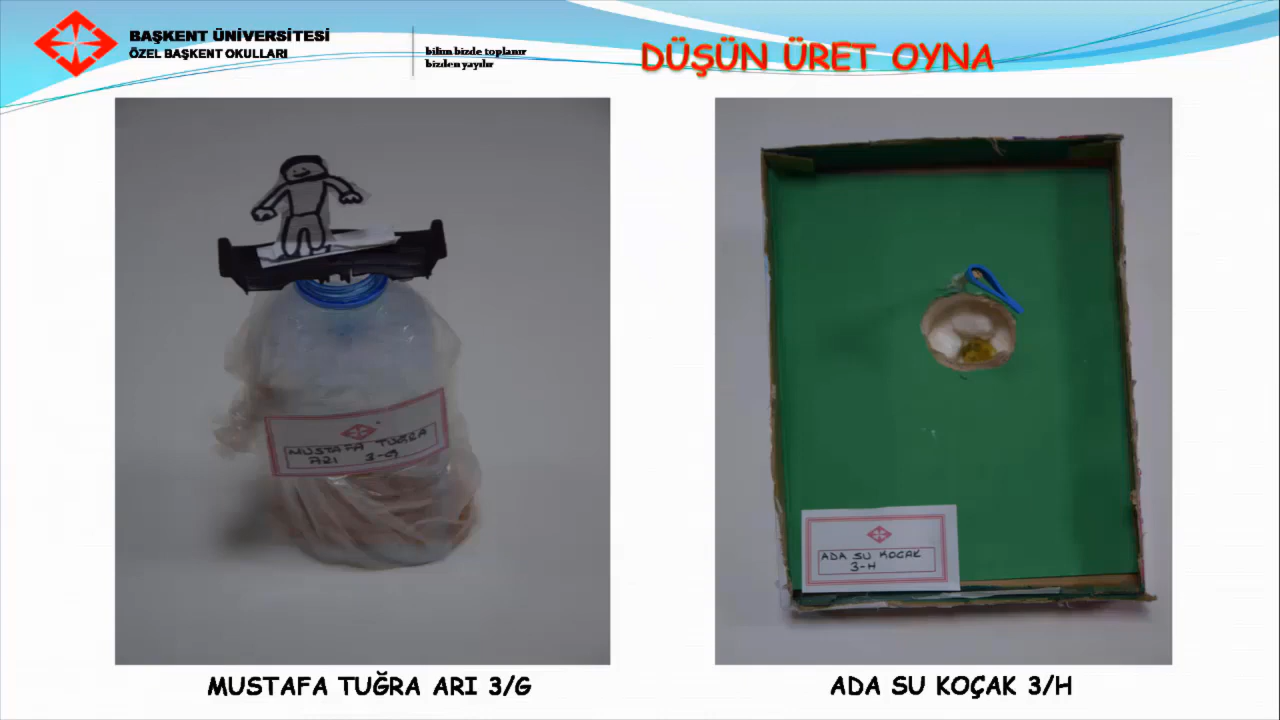 BAŞKENT ÜNİVERSİTESİ
ÖZEL BAŞKENT OKULLARI
bilim bizde toplanır
bizden yayılır
DÜŞÜN ÜRET OYNA
MUSTAFA TUĞRA
ARI 3-G
ADA SU KOÇAK
3-H
MUSTAFA TUĞRA ARI 3/G
ADA SU KOÇAK 3/H